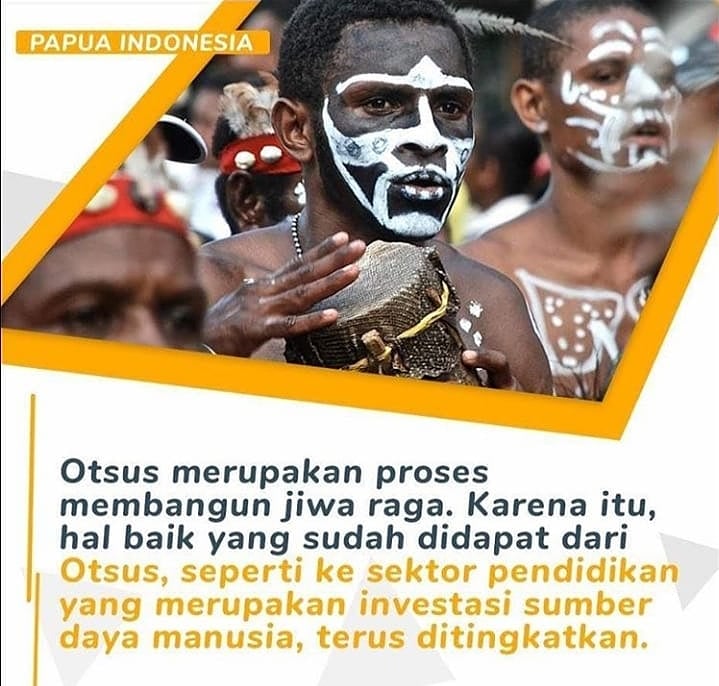 PAPUA INDONESIA
Otsus merupakan proses
membangun jiwa raga. Karena itu,
hal baik yang sudah didapat dari
Otsus, seperti ke sektor pendidikan
yang merupakan investasi sumber
daya manusia, terus ditingkatkan.